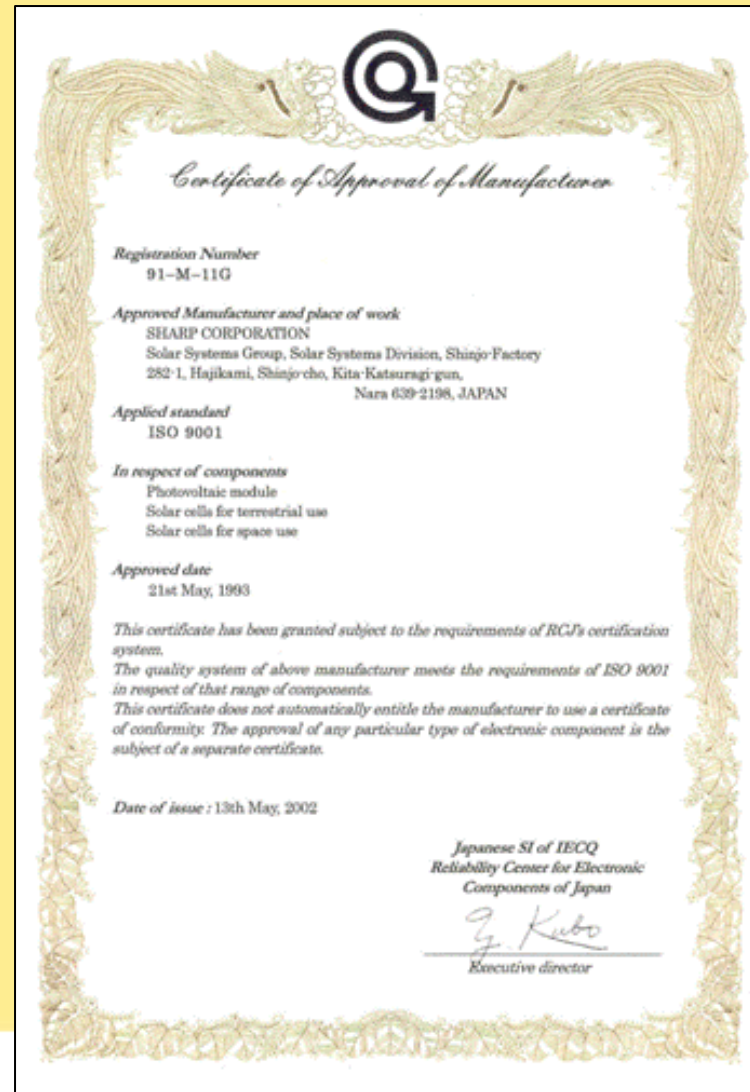 Certificate of Approval of Manufacturer
Registration Number
91-M-11G
Approved Manufacturer and place of work
SHARP CORPORATION
Solar Systems Group, Solar Systems Division, Shinjo-Factory
282-1, Hajikami, Shinjo-cho, Kita-Katsuragi-gun,
Nara 639-2198, JAPAN
Applied standard
ISO 9001
In respect of components
Photovoltaic module
Solar cells for terrestrial use
Solar cells for space use
Approved date
21st May, 1993
This certificate has been granted subject to the requirements of RCJ's certification
system.
The quality system of above manufacturer meets the requirements of ISO 9001
in respect of that range of components.
This certificate does not automatically entitle the manufacturer to use a certificate
of conformity. The approval of any particular type of electronic component is the
subject of a separate certificate.
Date of issue : 13th May, 2002
Japanese SI of IECQ
Reliability Center for Electronic
Components of Japan
Y. Kubo
Executive director